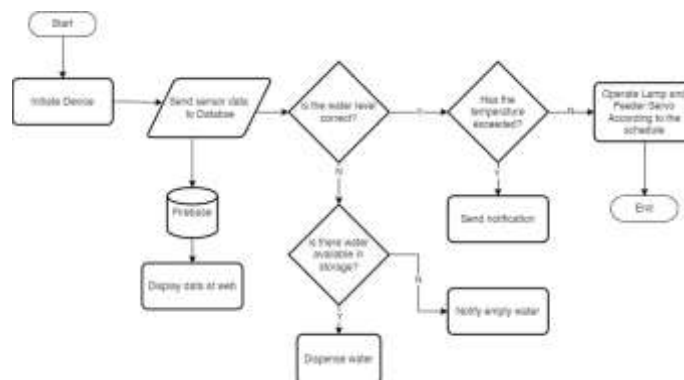 Start
Initiate Device
Send sensor data
to Databse
Is the water level
correct?
Y
Has the
temperature
exceeded?
N
Operate Lamp and
Feeder Servo
According to the
schedule
N
Y
Firebase
Send notification
End
Is there water
available in
storage?
Display data at web
N
Notify empty water
Y
Dispense water